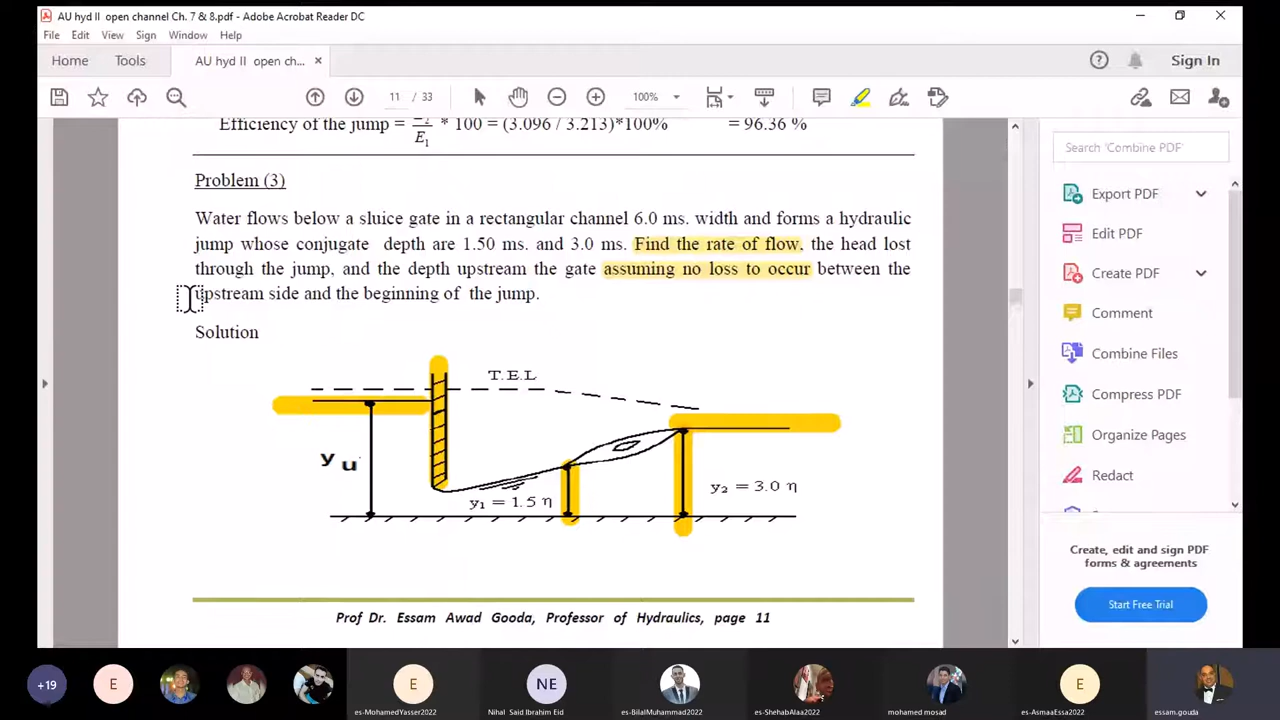 AU hyd II open channel Ch. 7 & 8.pdf - Adobe Acrobat Reader DC
File Edit View Sign Window Help
Home Tools AU hyd II open ch... × Sign In
11 / 33 100%
Efficiency of the jump = E₁ * 100 = (3.096 / 3.213)*100% = 96.36 %
Search 'Combine PDF'
Problem (3)
Water flows below a sluice gate in a rectangular channel 6.0 ms. width and forms a hydraulic
jump whose conjugate depth are 1.50 ms. and 3.0 ms. Find the rate of flow, the head lost
through the jump, and the depth upstream the gate assuming no loss to occur between the
upstream side and the beginning of the jump.
Solution
T.E.L
y u
y₁ = 1.5 η
y₂ = 3.0 η
Prof Dr. Essam Awad Gooda, Professor of Hydraulics, page 11
Export PDF
Edit PDF
Create PDF
Comment
Combine Files
Compress PDF
Organize Pages
Redact
Create, edit and sign PDF
forms & agreements
Start Free Trial
+19 E E NE E
es-MohamedYasser2022 Nihal Said Ibrahim Eid es-BilalMuhammad2022 es-ShehabAlaa2022 mohamed mosad es-AsmaaEssa2022 essam.gouda